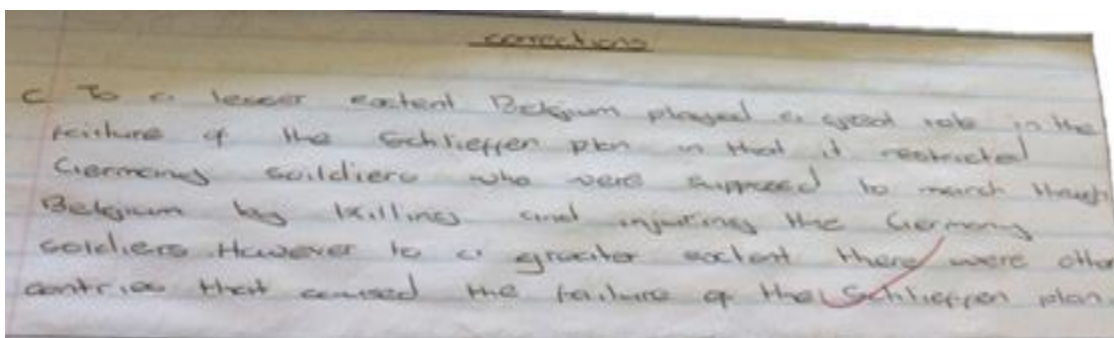 corrections
c To a lesser extent Belgium played a great role in the
failure of the Schlieffen plan in that it restricted
Germany soildiers who were supposed to march though
Belgium by killing and injuring the Germany
soldiers. However to a greater extent there were other
contries that caused the failure of the Schlieffen plan